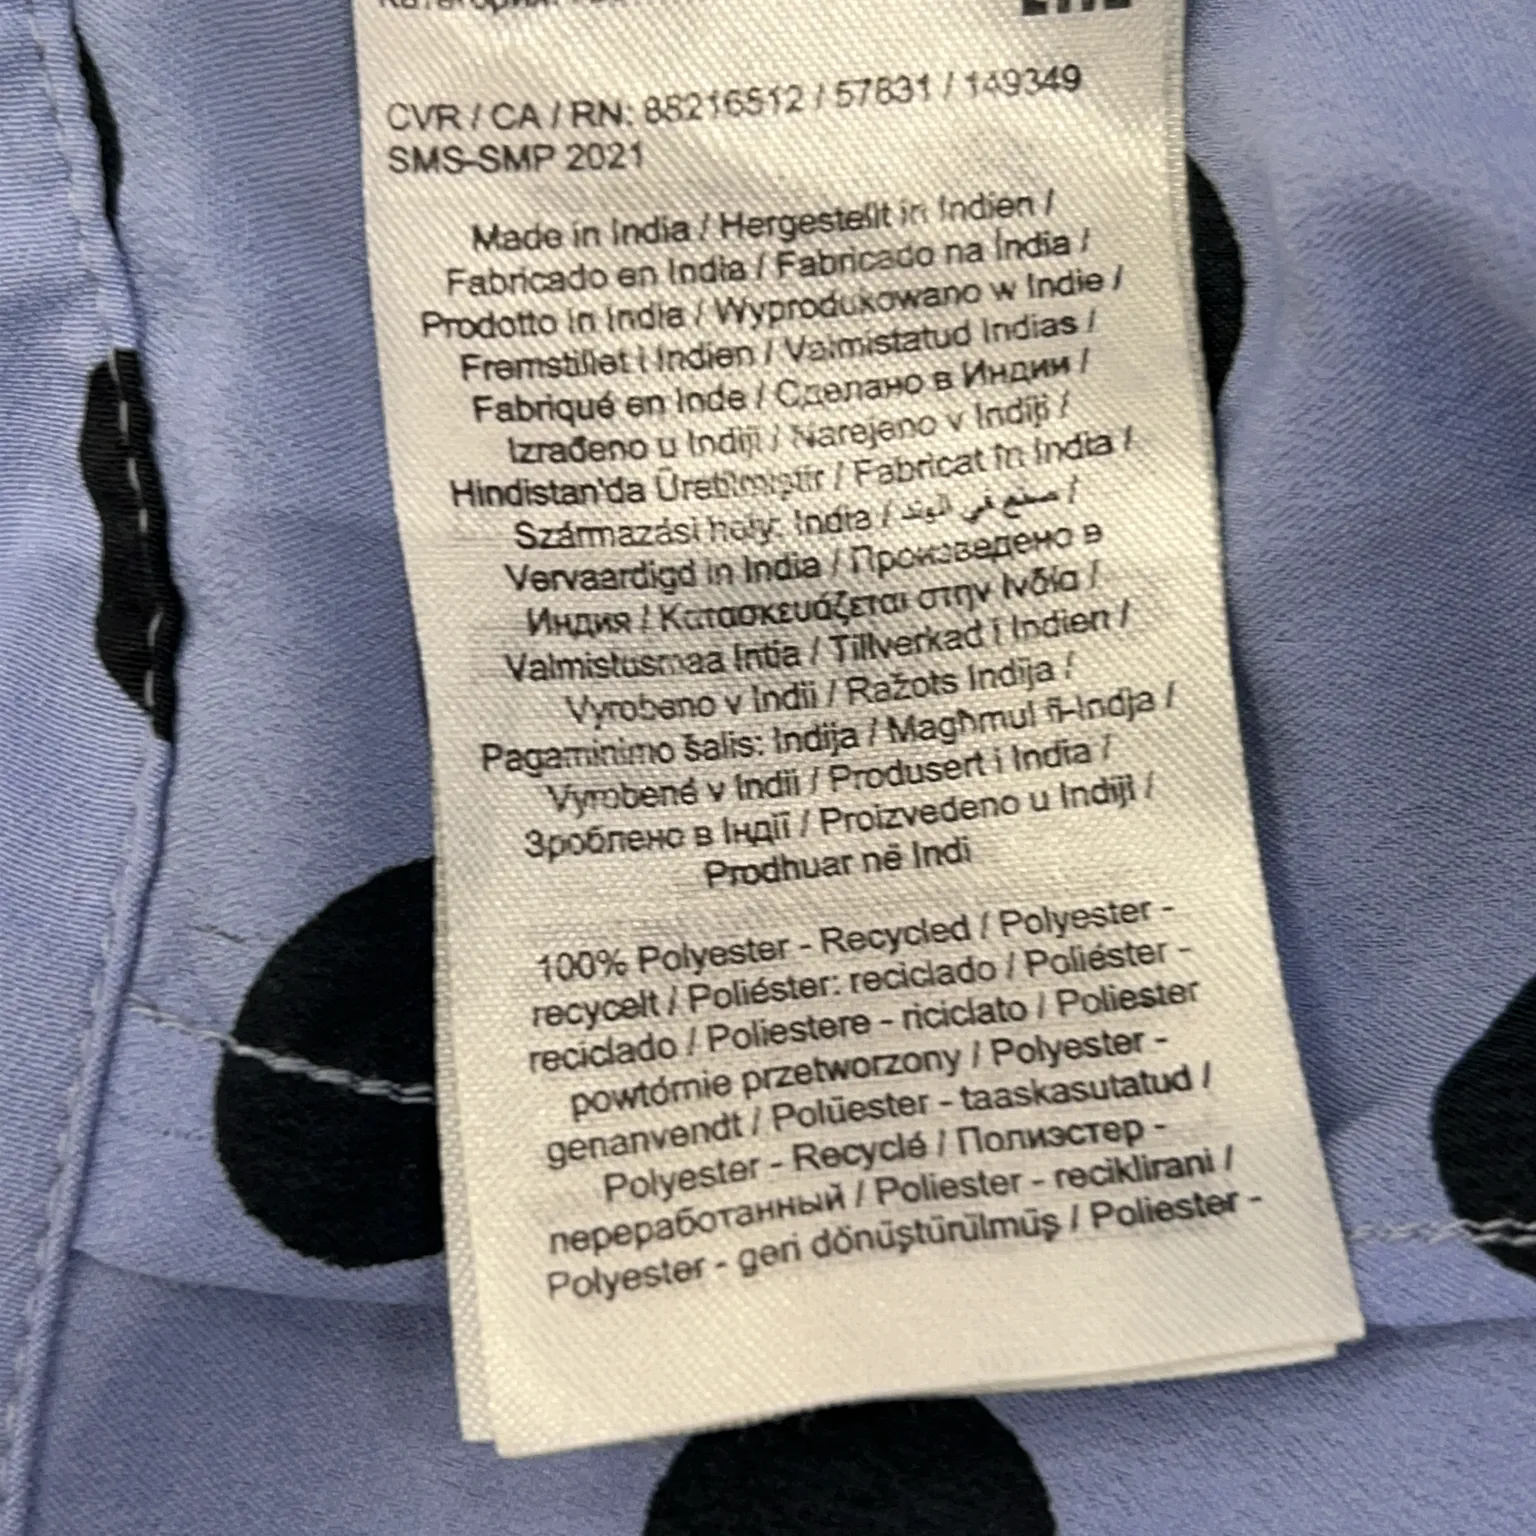 CVR / CA / RN: 88216512 / 57831 / 149349
SMS-SMP 2021
Made in India / Hergestellt in Indien /
Fabricado en India / Fabricado na Índia /
Prodotto in India / Wyprodukowano w Indie /
Fremstillet i Indien / Valmistatud Indias /
Fabriqué en Inde / Сделано в Индии /
Izrađeno u Indiji / Narejeno v Indiji /
Hindistan'da Üretilmiştir / Fabricat în India /
Származási hely: India / صنع في الهند /
Vervaardigd in India / Произведено в
Индия / Κατασκευάζεται στην Ινδία /
Valmistusmaa Intia / Tillverkad i Indien /
Vyrobeno v Indii / Ražots Indija /
Pagaminimo šalis: Indija / Magħmul fl-Indja /
Vyrobené v Indii / Produsert i India /
Зроблено в Індії / Proizvedeno u Indiji /
Prodhuar në Indi
100% Polyester - Recycled / Polyester -
recycelt / Poliéster: reciclado / Poliéster -
reciclado / Poliestere - riciclato / Poliester
powtórnie przetworzony / Polyester -
genanvendt / Polüester - taaskasutatud /
Polyester - Recyclé / Полиэстер -
переработанный / Poliester - reciklirani /
Polyester - geri dönüştürülmüş / Poliester -